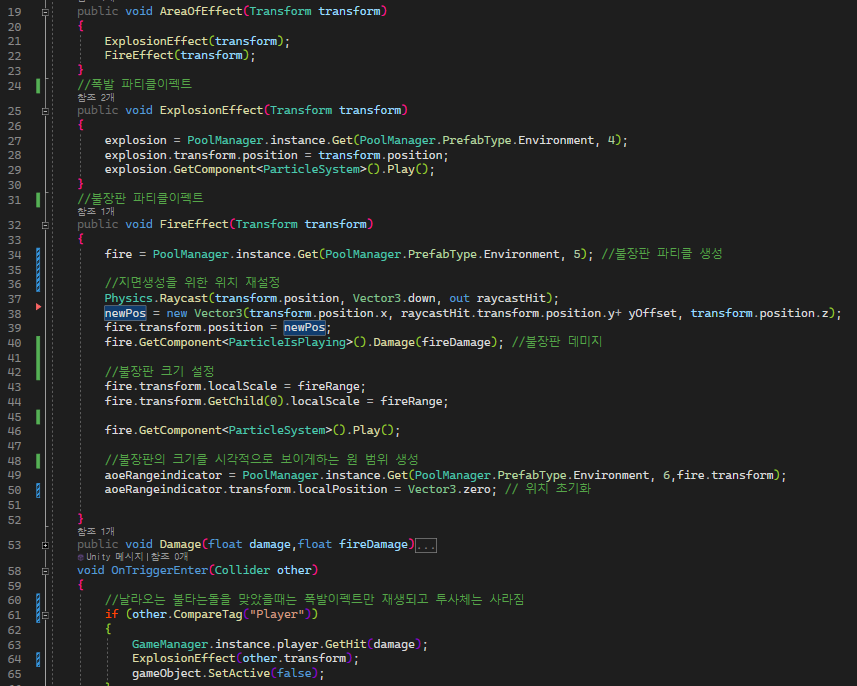 19 public void AreaOfEffect(Transform transform)
20 {
21 ExplosionEffect(transform);
22 FireEffect(transform);
23 }
24 //폭발 파티클이펙트
참조 2개
25 public void ExplosionEffect(Transform transform)
26 {
27 explosion = PoolManager.instance.Get(PoolManager.PrefabType.Environment, 4);
28 explosion.transform.position = transform.position;
29 explosion.GetComponent<ParticleSystem>().Play();
30 }
31 //불장판 파티클이펙트
참조 1개
32 public void FireEffect(Transform transform)
33 {
34 fire = PoolManager.instance.Get(PoolManager.PrefabType.Environment, 5); //불장판 파티클 생성
35
36 //지면생성을 위한 위치 재설정
37 Physics.Raycast(transform.position, Vector3.down, out raycastHit);
38 newPos = new Vector3(transform.position.x, raycastHit.transform.position.y+ yOffset, transform.position.z);
39 fire.transform.position = newPos;
40 fire.GetComponent<ParticleIsPlaying>().Damage(fireDamage); //불장판 데미지
41
42 //불장판 크기 설정
43 fire.transform.localScale = fireRange;
44 fire.transform.GetChild(0).localScale = fireRange;
45
46 fire.GetComponent<ParticleSystem>().Play();
47
48 //불장판의 크기를 시각적으로 보이게하는 원 범위 생성
49 aoeRangeindicator = PoolManager.instance.Get(PoolManager.PrefabType.Environment, 6,fire.transform);
50 aoeRangeindicator.transform.localPosition = Vector3.zero; // 위치 초기화
51
52 }
참조 1개
53 public void Damage(float damage,float fireDamage)...
Unity 메시지 | 참조 0개
58 void OnTriggerEnter(Collider other)
59 {
60 //날라오는 불타는돌을 맞았을때는 폭발이펙트만 재생되고 투사체는 사라짐
61 if (other.CompareTag("Player"))
62 {
63 GameManager.instance.player.GetHit(damage);
64 ExplosionEffect(other.transform);
65 gameObject.SetActive(false);